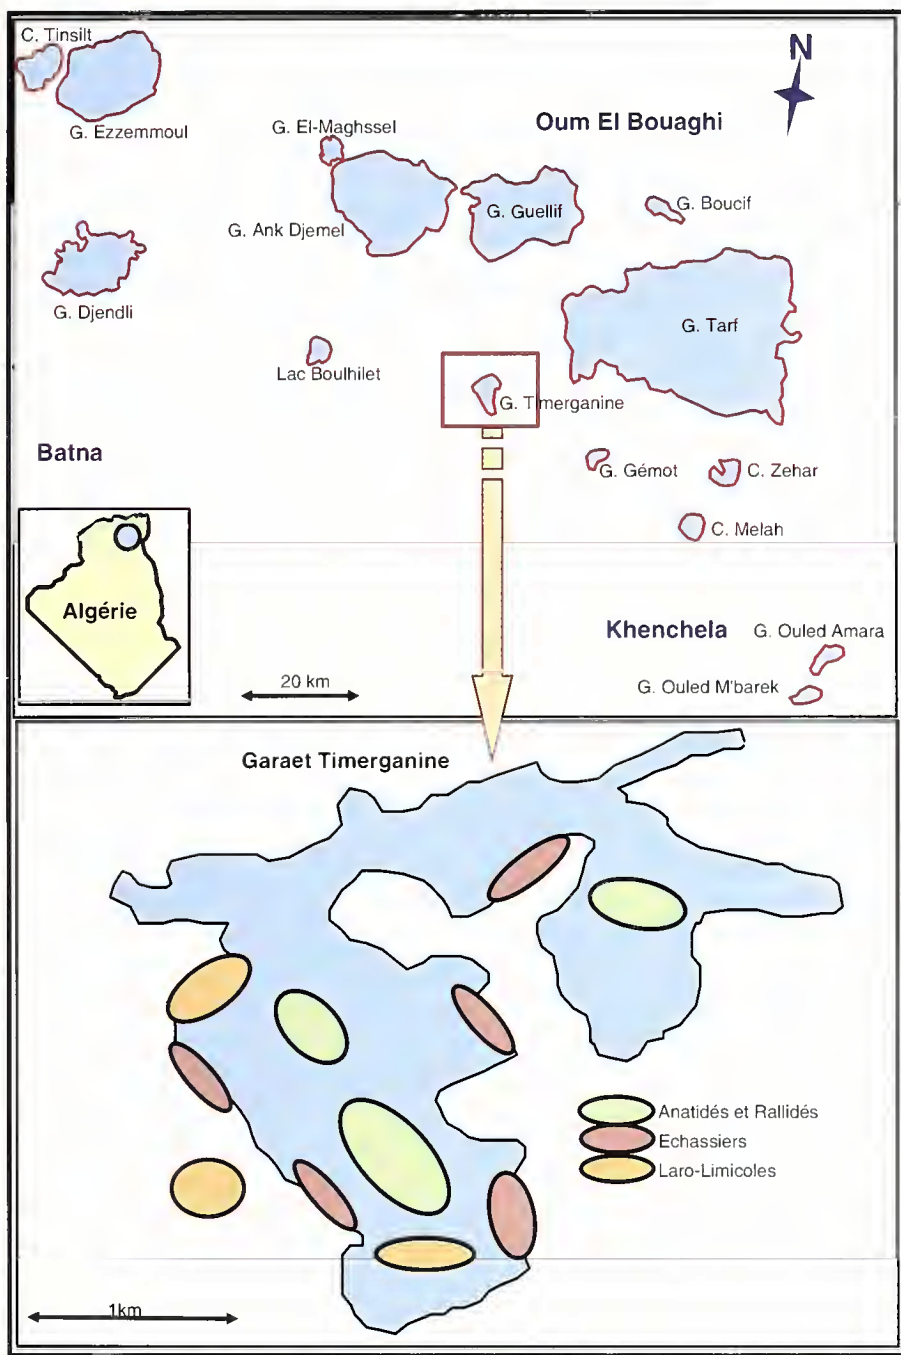 C. Tinsilt
N
G. Ezzemmoul
G. El-Maghssel
Oum El Bouaghi
G. Guellif
G. Boucif
G. Ank Djemel
G. Djendli
G. Tarf
Lac Boulhilet
G. Timerganine
Batna
G. Gémot
C. Zehar
C. Melah
Algérie
Khenchela
G. Ouled Amara
20 km
G. Ouled M'barek
Garaet Timerganine
Anatidés et Rallidés
Echassiers
Laro-Limicoles
1km